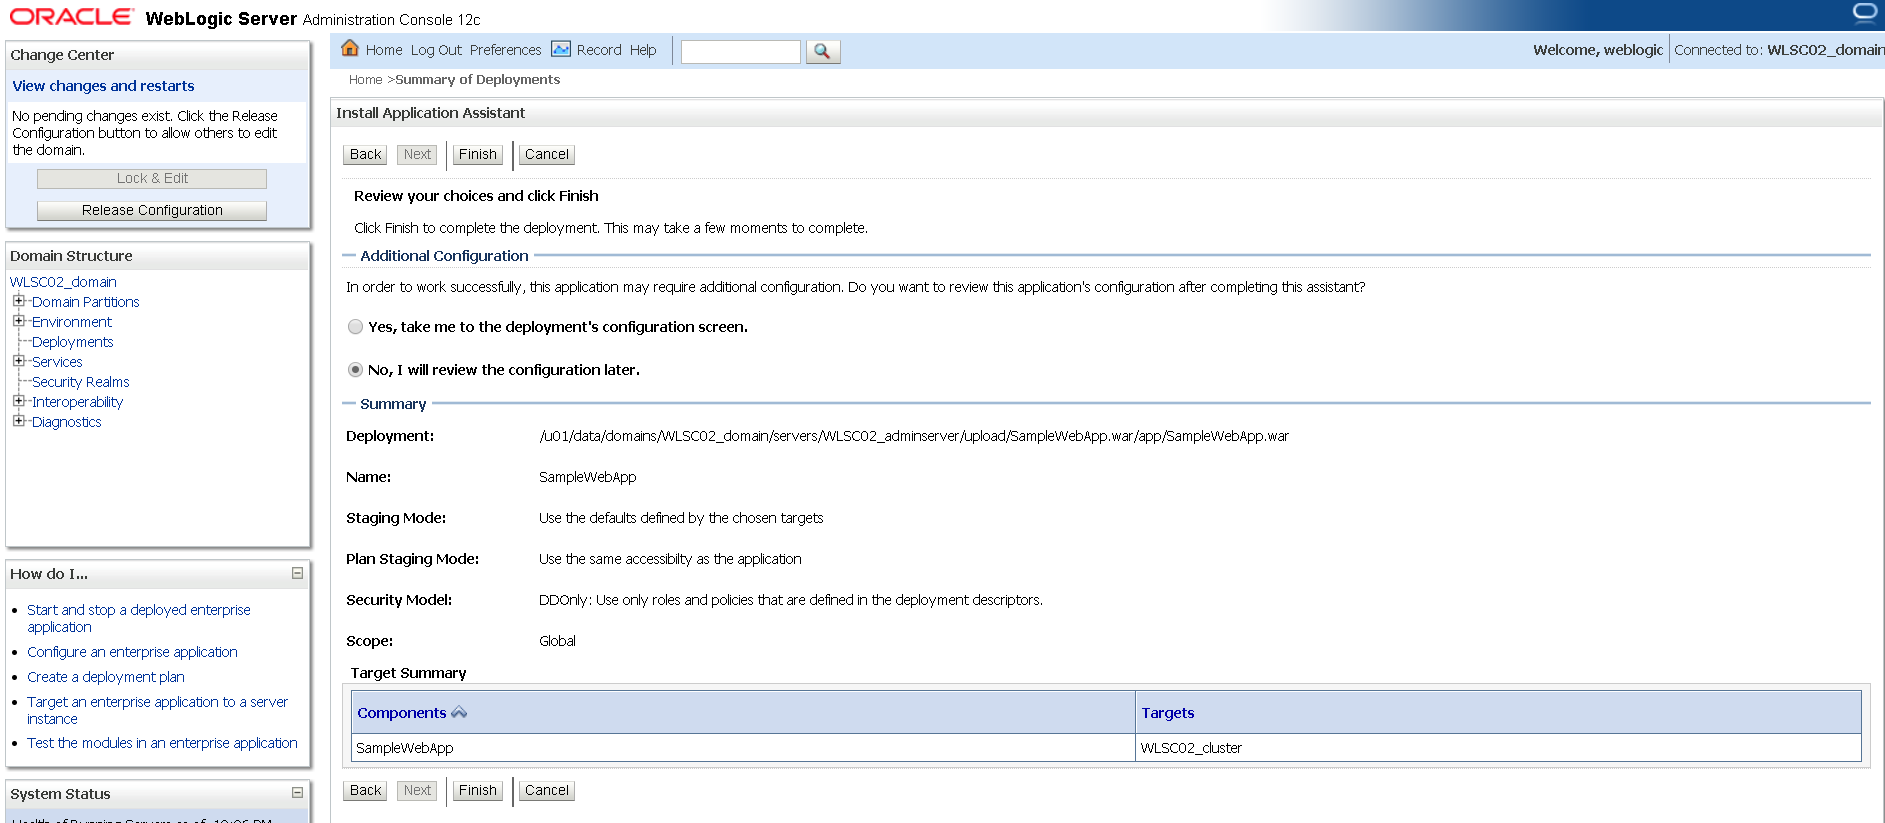 ORACLE WebLogic Server Administration Console 12c
Change Center
View changes and restarts
No pending changes exist. Click the Release
Configuration button to allow others to edit
the domain.
Lock & Edit
Release Configuration
Domain Structure
WLSC02_domain
Domain Partitions
Environment
Deployments
Services
Security Realms
Interoperability
Diagnostics
How do I...
Start and stop a deployed enterprise
application
Configure an enterprise application
Create a deployment plan
Target an enterprise application to a server
instance
Test the modules in an enterprise application
System Status
Health of Running Servers as of 10:06 PM
Home Log Out Preferences Record Help
Welcome, weblogic Connected to: WLSC02_domain
Home >Summary of Deployments
Install Application Assistant
Back Next Finish Cancel
Review your choices and click Finish
Click Finish to complete the deployment. This may take a few moments to complete.
Additional Configuration
In order to work successfully, this application may require additional configuration. Do you want to review this application's configuration after completing this assistant?
Yes, take me to the deployment's configuration screen.
No, I will review the configuration later.
Summary
Deployment: /u01/data/domains/WLSC02_domain/servers/WLSC02_adminserver/upload/SampleWebApp.war/app/SampleWebApp.war
Name: SampleWebApp
Staging Mode: Use the defaults defined by the chosen targets
Plan Staging Mode: Use the same accessibilty as the application
Security Model: DDOnly: Use only roles and policies that are defined in the deployment descriptors.
Scope: Global
Target Summary
Components Targets
SampleWebApp WLSC02_cluster
Back Next Finish Cancel